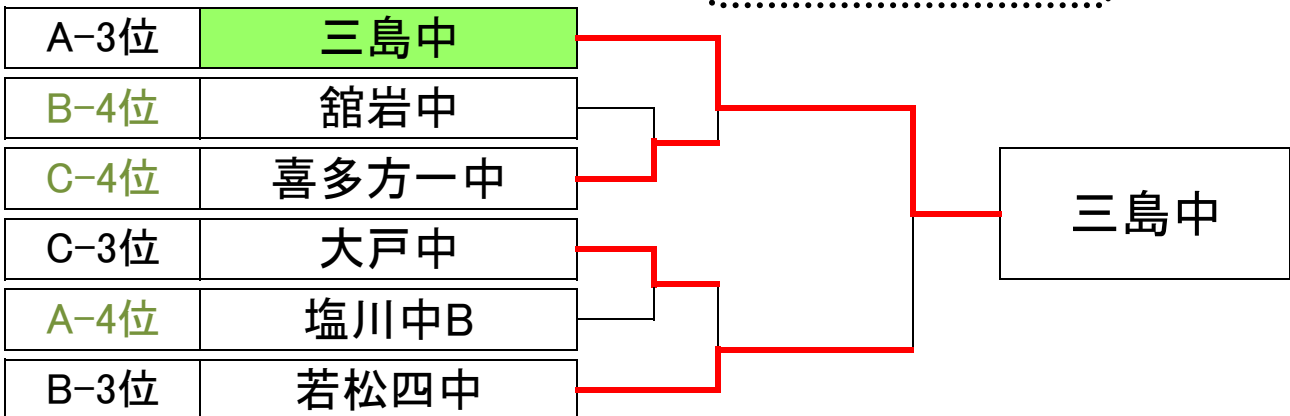 A-3位 三島中
B-4位 舘岩中
C-4位 喜多方一中
C-3位 大戸中
A-4位 塩川中B
B-3位 若松四中
三島中